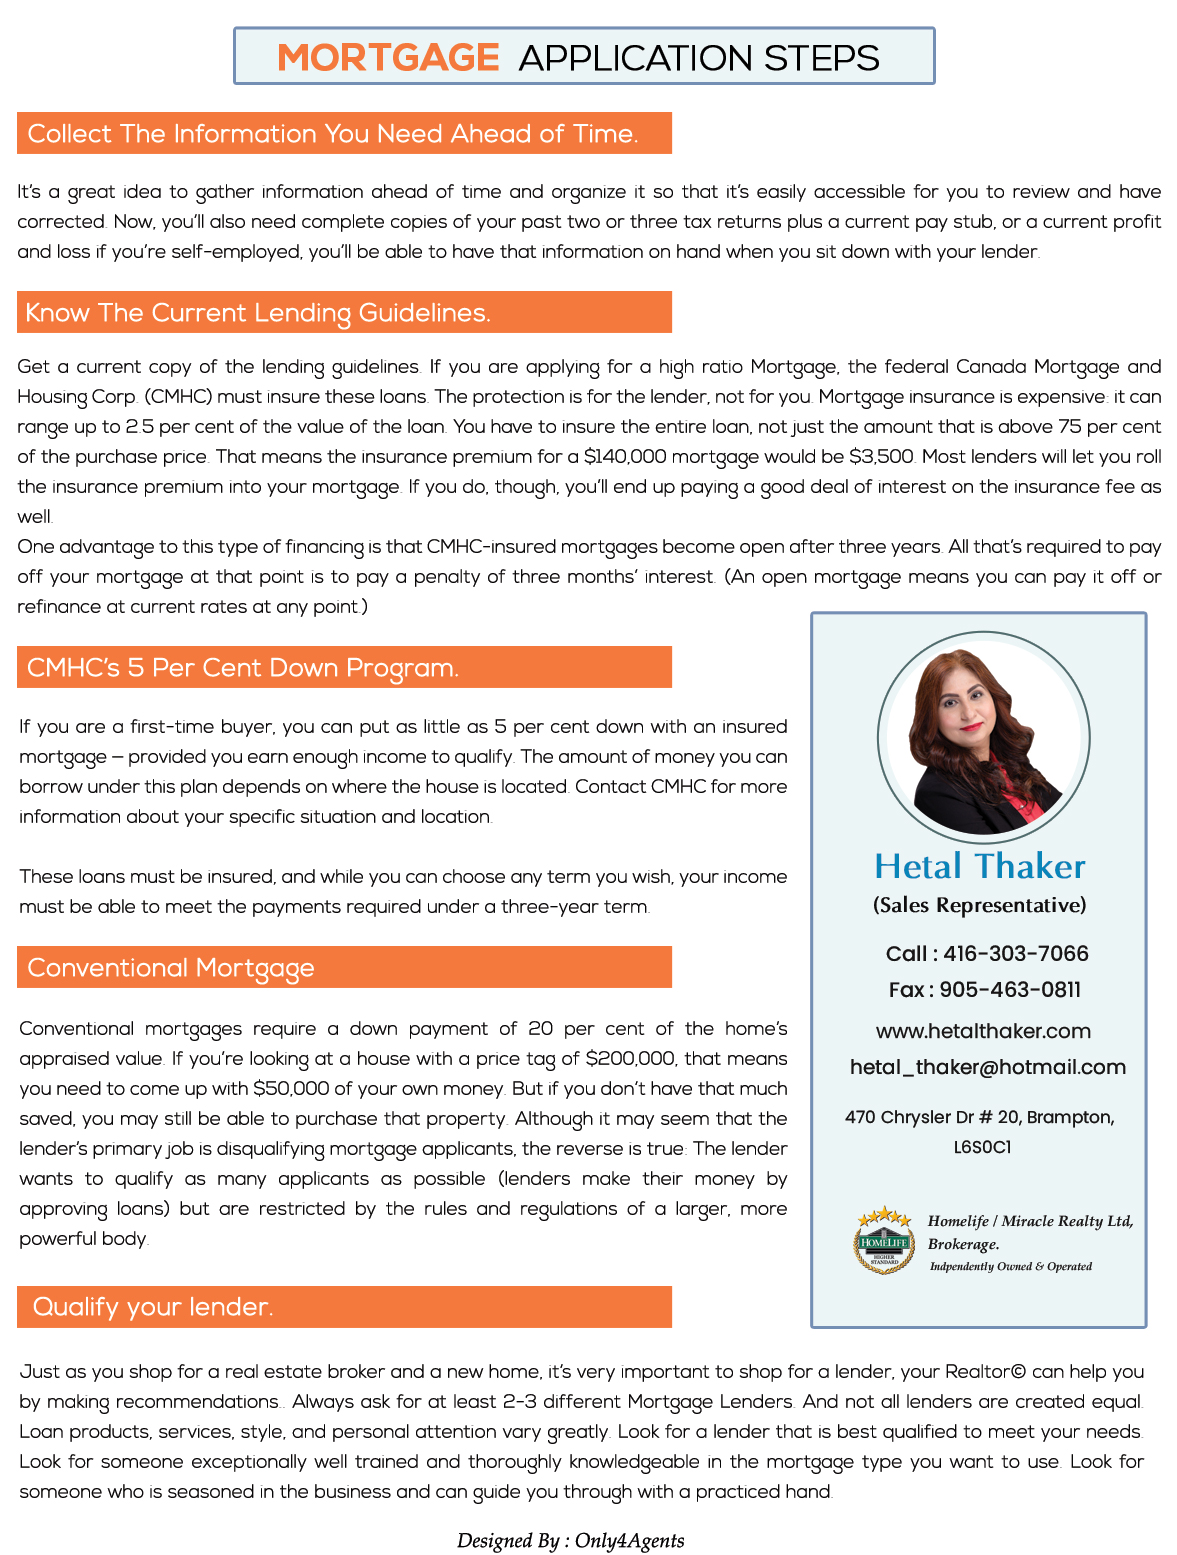 MORTGAGE APPLICATION STEPS
Collect The Information You Need Ahead of Time.
It's a great idea to gather information ahead of time and organize it so that it's easily accessible for you to review and have
corrected. Now, you'll also need complete copies of your past two or three tax returns plus a current pay stub, or a current profit
and loss if you're self-employed, you'll be able to have that information on hand when you sit down with your lender.
Know The Current Lending Guidelines.
Get a current copy of the lending guidelines. If you are applying for a high ratio Mortgage, the federal Canada Mortgage and
Housing Corp. (CMHC) must insure these loans. The protection is for the lender, not for you. Mortgage insurance is expensive: it can
range up to 2.5 per cent of the value of the loan. You have to insure the entire loan, not just the amount that is above 75 per cent
of the purchase price. That means the insurance premium for a $140,000 mortgage would be $3,500. Most lenders will let you roll
the insurance premium into your mortgage. If you do, though, you'll end up paying a good deal of interest on the insurance fee as
well.
One advantage to this type of financing is that CMHC-insured mortgages become open after three years. All that's required to pay
off your mortgage at that point is to pay a penalty of three months' interest. (An open mortgage means you can pay it off or
refinance at current rates at any point.)
CMHC's 5 Per Cent Down Program.
If you are a first-time buyer, you can put as little as 5 per cent down with an insured
mortgage – provided you earn enough income to qualify. The amount of money you can
borrow under this plan depends on where the house is located. Contact CMHC for more
information about your specific situation and location.
These loans must be insured, and while you can choose any term you wish, your income
must be able to meet the payments required under a three-year term.
Conventional Mortgage
Conventional mortgages require a down payment of 20 per cent of the home's
appraised value. If you're looking at a house with a price tag of $200,000, that means
you need to come up with $50,000 of your own money. But if you don't have that much
saved, you may still be able to purchase that property. Although it may seem that the
lender's primary job is disqualifying mortgage applicants, the reverse is true: The lender
wants to qualify as many applicants as possible (lenders make their money by
approving loans) but are restricted by the rules and regulations of a larger, more
powerful body.
Hetal Thaker
(Sales Representative)
Call : 416-303-7066
Fax : 905-463-0811
www.hetalthaker.com
hetal_thaker@hotmail.com
470 Chrysler Dr # 20, Brampton,
L6S0C1
HOMELIFE
HIGHER
STANDARD
Homelife / Miracle Realty Ltd,
Brokerage.
Indpendently Owned & Operated
Qualify your lender.
Just as you shop for a real estate broker and a new home, it's very important to shop for a lender, your Realtor© can help you
by making recommendations.. Always ask for at least 2-3 different Mortgage Lenders. And not all lenders are created equal.
Loan products, services, style, and personal attention vary greatly. Look for a lender that is best qualified to meet your needs.
Look for someone exceptionally well trained and thoroughly knowledgeable in the mortgage type you want to use. Look for
someone who is seasoned in the business and can guide you through with a practiced hand.
Designed By : Only4Agents